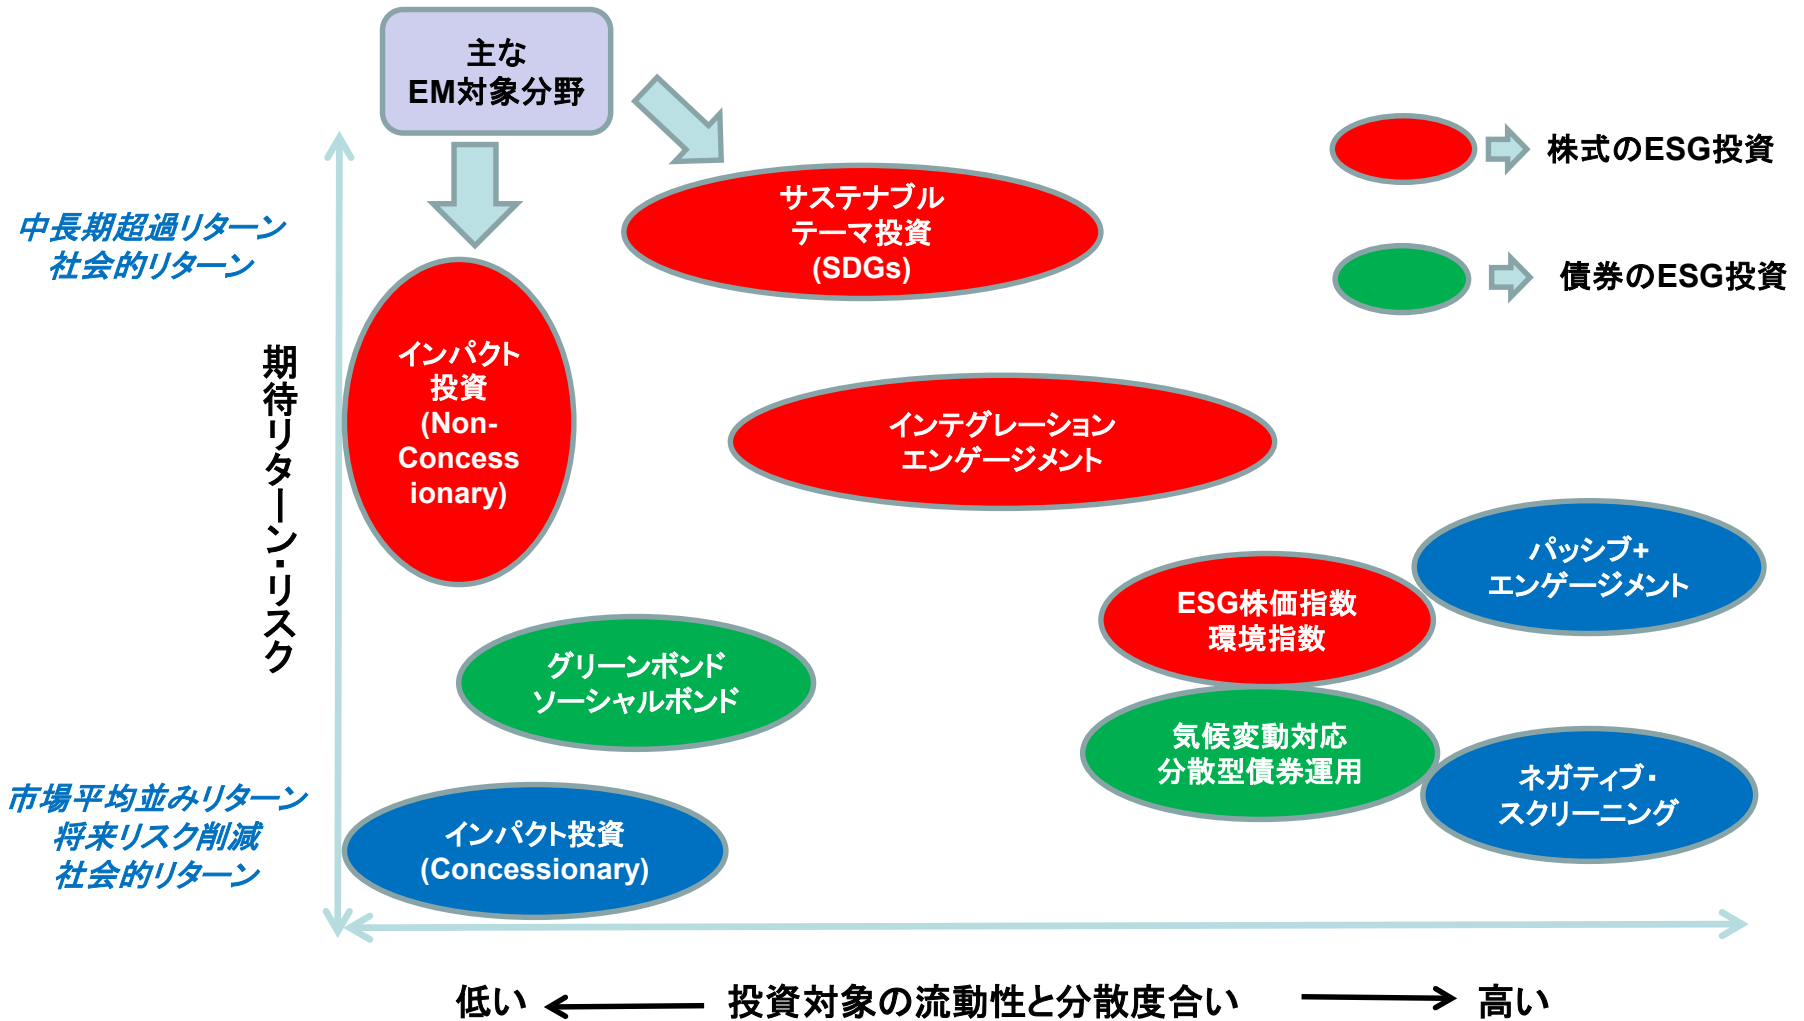 主な
EM対象分野
株式のESG投資
債券のESG投資
中長期超過リターン
社会的リターン
サステナブル
テーマ投資
(SDGs)
期待リターン・リスク
インパクト
投資
(Non-
Concess
ionary)
インテグレーション
エンゲージメント
パッシブ+
エンゲージメント
ESG株価指数
環境指数
グリーンボンド
ソーシャルボンド
気候変動対応
分散型債券運用
ネガティブ・
スクリーニング
市場平均並みリターン
将来リスク削減
社会的リターン
インパクト投資
(Concessionary)
低い
投資対象の流動性と分散度合い
高い